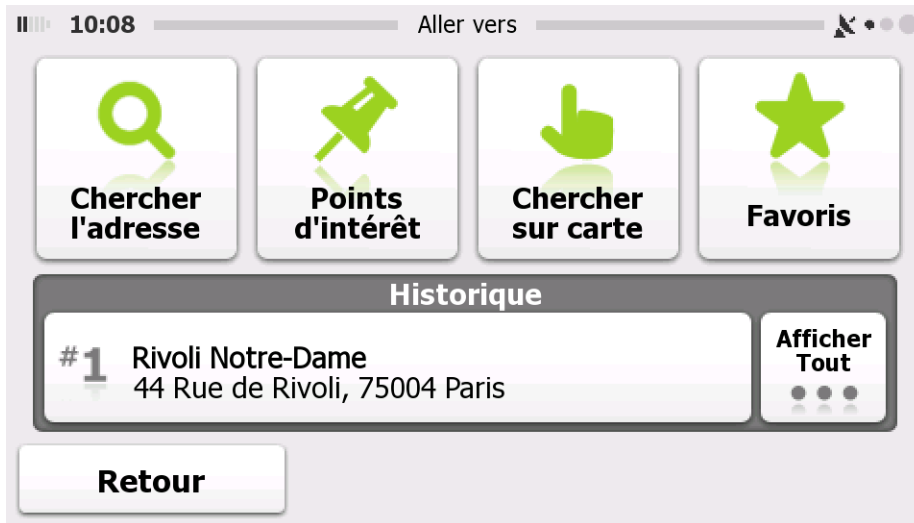 10:08 Aller vers
Chercher
l'adresse
Points
d'intérêt
Chercher
sur carte
Favoris
Historique
#1 Rivoli Notre-Dame
44 Rue de Rivoli, 75004 Paris
Afficher
Tout
Retour